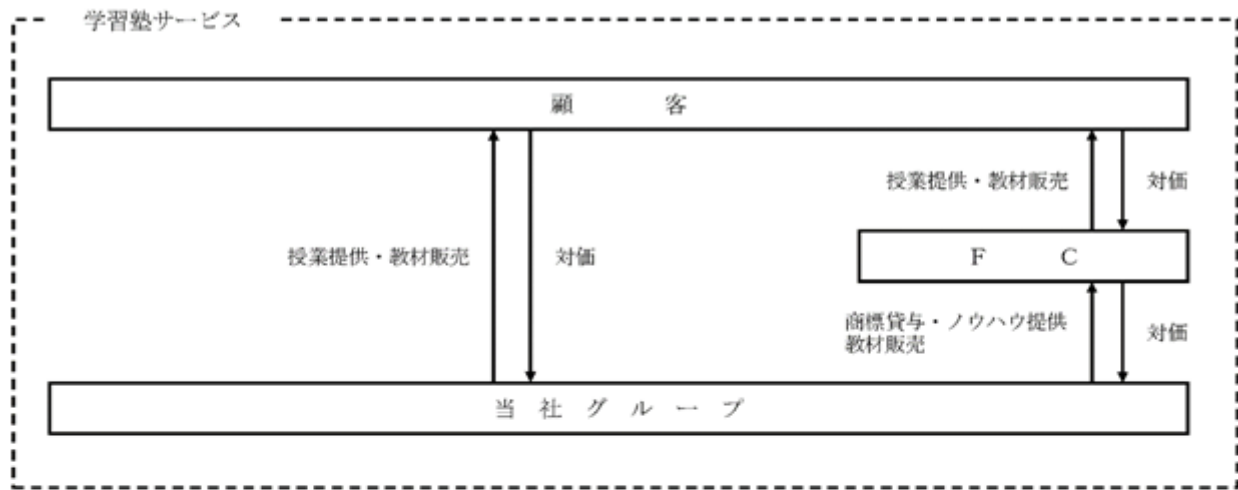 学習塾サービス
顧客
授業提供・教材販売
対価
FC
授業提供・教材販売
対価
商標貸与・ノウハウ提供
教材販売
対価
当社グループ